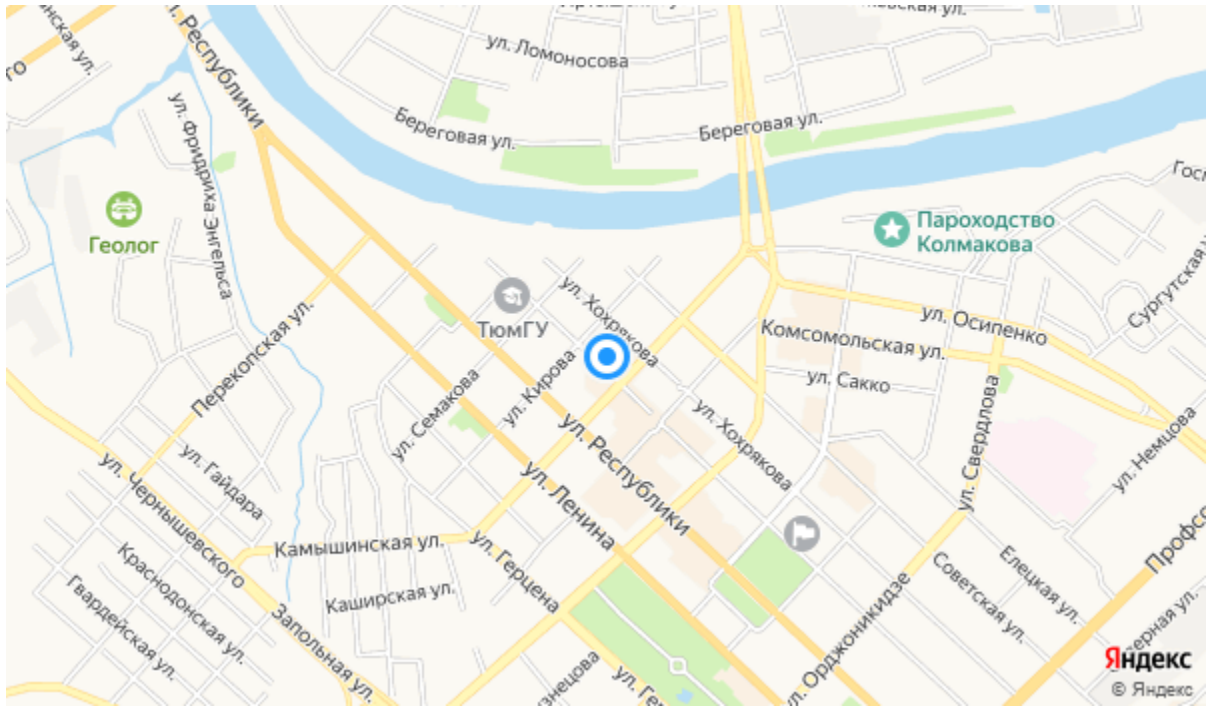 ул. Республики
ул. Ломоносова
Береговая ул.
Береговая ул.
ул. Фридриха Энгельса
Геолог
Пароходство
Колмакова
Сургутская
ТюмГУ
ул. Хохрякова
ул. Осипенко
Комсомольская ул.
Перекопская ул.
ул. Кирова
ул. Семакова
ул. Сакко
ул. Свердлова
ул. Хохрякова
ул. Республики
ул. Немцова
ул. Гайдара
ул. Чернышевского
ул. Ленина
Камышинская ул.
ул. Герцена
Краснодонская ул.
Гвардейская ул.
Каширская ул.
Запольная ул.
Советская ул.
Елецкая ул.
ул. Орджоникидзе
Яндекс
© Яндекс